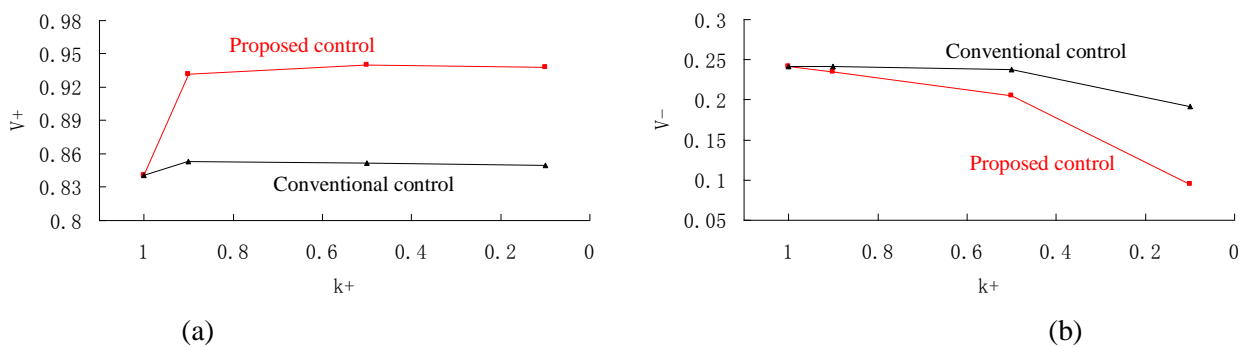 0.98
0.95
0.92
0.89
0.86
0.83
0.8
V+
Proposed control
Conventional control
1 0.8 0.6 0.4 0.2 0
k+
(a)
0.3
0.25
0.2
0.15
0.1
0.05
V-
Conventional control
Proposed control
1 0.8 0.6 0.4 0.2 0
k+
(b)